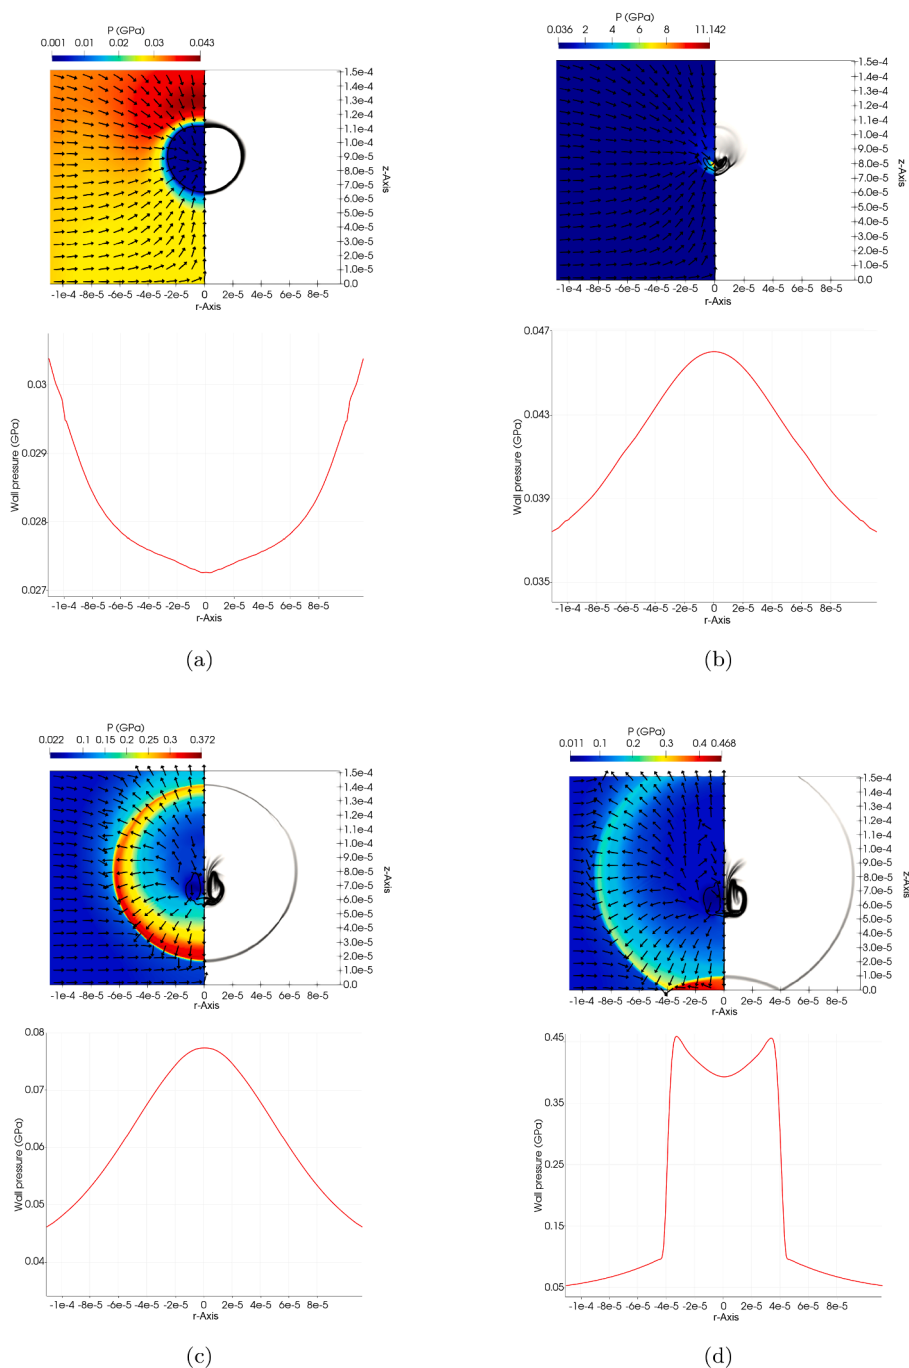 P (GPa)
0.001 0.01 0.02 0.03 0.043
1.5e-4
1.4e-4
1.3e-4
1.2e-4
1.1e-4
1.0e-4
9.0e-5
8.0e-5
7.0e-5
6.0e-5
5.0e-5
4.0e-5
3.0e-5
2.0e-5
1.0e-5
0.0
z-Axis
-1e-4 -8e-5 -6e-5 -4e-5 -2e-5 0 2e-5 4e-5 6e-5 8e-5
r-Axis
0.03
0.029
0.028
0.027
Wall pressure (GPa)
-1e-4 -8e-5 -6e-5 -4e-5 -2e-5 0 2e-5 4e-5 6e-5 8e-5
r-Axis
(a)
P (GPa)
0.036 2 4 6 8 11.142
1.5e-4
1.4e-4
1.3e-4
1.2e-4
1.1e-4
1.0e-4
9.0e-5
8.0e-5
7.0e-5
6.0e-5
5.0e-5
4.0e-5
3.0e-5
2.0e-5
1.0e-5
0.0
z-Axis
-1e-4 -8e-5 -6e-5 -4e-5 -2e-5 0 2e-5 4e-5 6e-5 8e-5
r-Axis
0.047
0.043
0.039
0.035
Wall pressure (GPa)
-1e-4 -8e-5 -6e-5 -4e-5 -2e-5 0 2e-5 4e-5 6e-5 8e-5
r-Axis
(b)
P (GPa)
0.022 0.1 0.15 0.2 0.25 0.3 0.372
1.5e-4
1.4e-4
1.3e-4
1.2e-4
1.1e-4
1.0e-4
9.0e-5
8.0e-5
7.0e-5
6.0e-5
5.0e-5
4.0e-5
3.0e-5
2.0e-5
1.0e-5
0.0
z-Axis
-1e-4 -8e-5 -6e-5 -4e-5 -2e-5 0 2e-5 4e-5 6e-5 8e-5
r-Axis
0.08
0.07
0.06
0.05
0.04
Wall pressure (GPa)
-1e-4 -8e-5 -6e-5 -4e-5 -2e-5 0 2e-5 4e-5 6e-5 8e-5
r-Axis
(c)
P (GPa)
0.011 0.1 0.2 0.3 0.4 0.468
1.5e-4
1.4e-4
1.3e-4
1.2e-4
1.1e-4
1.0e-4
9.0e-5
8.0e-5
7.0e-5
6.0e-5
5.0e-5
4.0e-5
3.0e-5
2.0e-5
1.0e-5
0.0
z-Axis
-1e-4 -8e-5 -6e-5 -4e-5 -2e-5 0 2e-5 4e-5 6e-5 8e-5
r-Axis
0.45
0.35
0.25
0.15
0.05
Wall pressure (GPa)
-1e-4 -8e-5 -6e-5 -4e-5 -2e-5 0 2e-5 4e-5 6e-5 8e-5
r-Axis
(d)